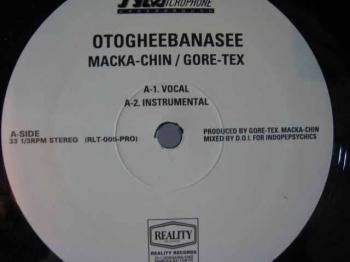 OTOGHEEBANASEE
MACKA-CHIN / GORE-TEX
A-1. VOCAL
A-2. INSTRUMENTAL
A-SIDE
33 1/3RPM STEREO (RLT-005-PRO)
PRODUCED BY GORE-TEX. MACKA-CHIN
MIXED BY D.O.I. FOR INDOPEPSYCHICS
REALITY
REALITY RECORDS